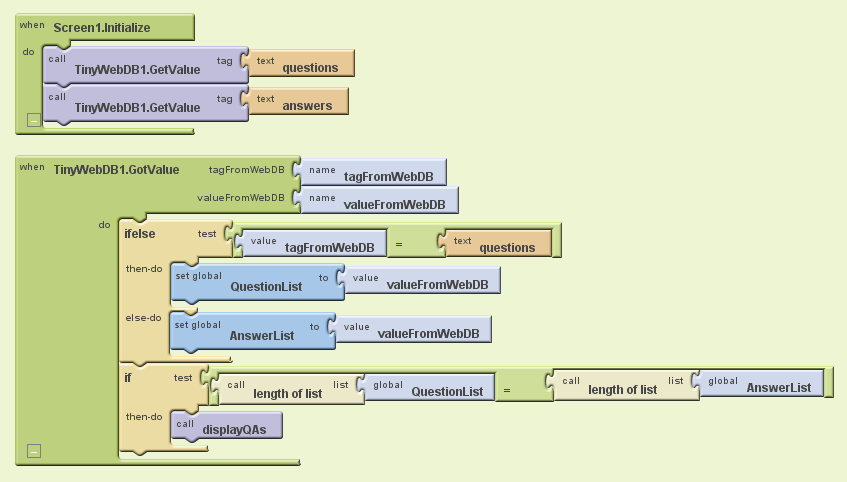 when Screen1.Initialize
do
call TinyWebDB1.GetValue tag text questions
call TinyWebDB1.GetValue tag text answers
when TinyWebDB1.GotValue tagFromWebDB name tagFromWebDB
valueFromWebDB name valueFromWebDB
do
ifelse test value tagFromWebDB = text questions
then-do set global QuestionList to value valueFromWebDB
else-do set global AnswerList to value valueFromWebDB
if test call length of list list global QuestionList = call length of list list global AnswerList
then-do call displayQAs